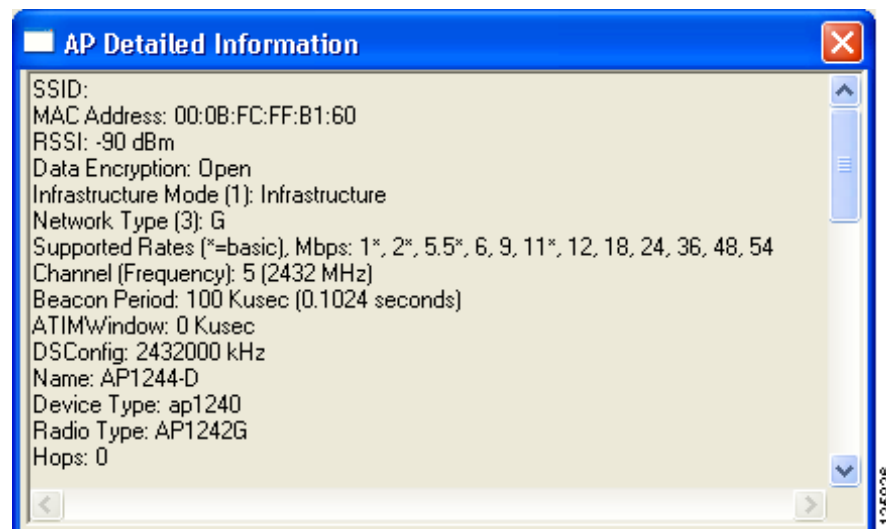 AP Detailed Information
SSID:
MAC Address: 00:0B:FC:FF:B1:60
RSSI: -90 dBm
Data Encryption: Open
Infrastructure Mode (1): Infrastructure
Network Type (3): G
Supported Rates (*=basic), Mbps: 1*, 2*, 5.5*, 6, 9, 11*, 12, 18, 24, 36, 48, 54
Channel (Frequency): 5 (2432 MHz)
Beacon Period: 100 Kusec (0.1024 seconds)
ATIMWindow: 0 Kusec
DSConfig: 2432000 kHz
Name: AP1244-D
Device Type: ap1240
Radio Type: AP1242G
Hops: 0